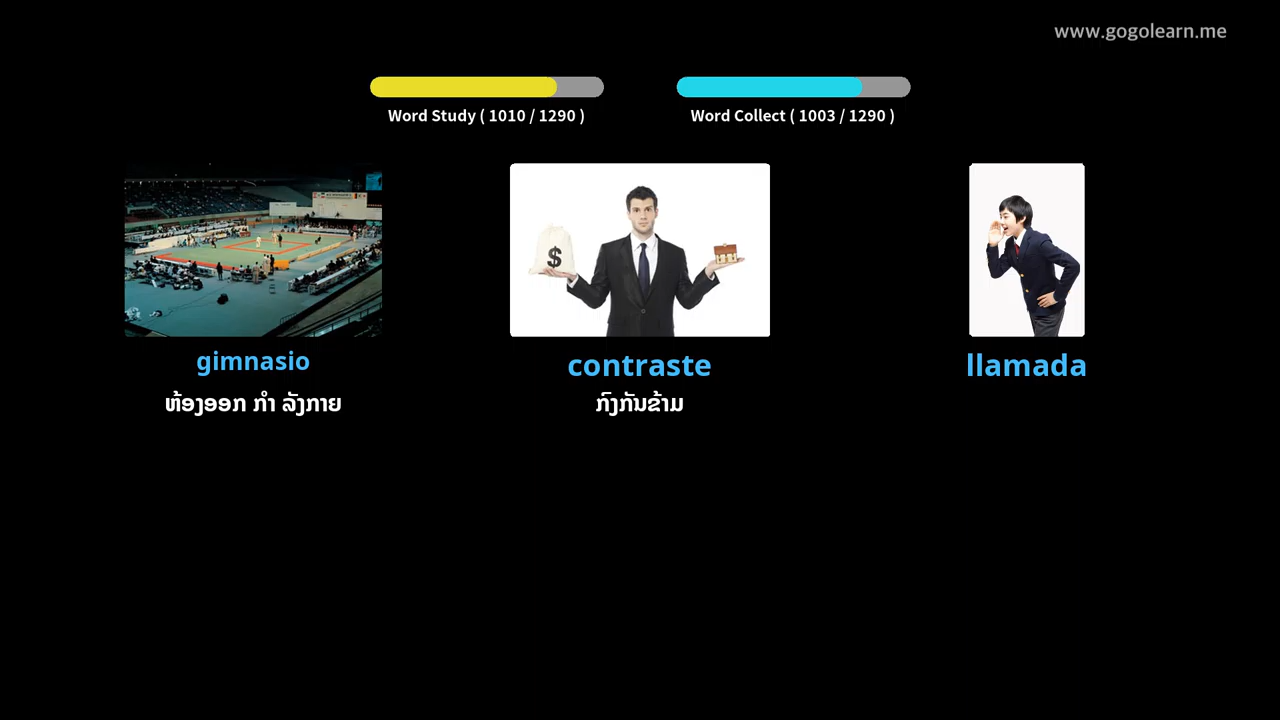 www.gogolearn.me
Word Study ( 1010 / 1290 )
Word Collect ( 1003 / 1290 )
$
gimnasio
contraste
llamada
ຫ້ອງອອກ ກຳ ລັງກາຍ
ກົງກັນຂ້າມ